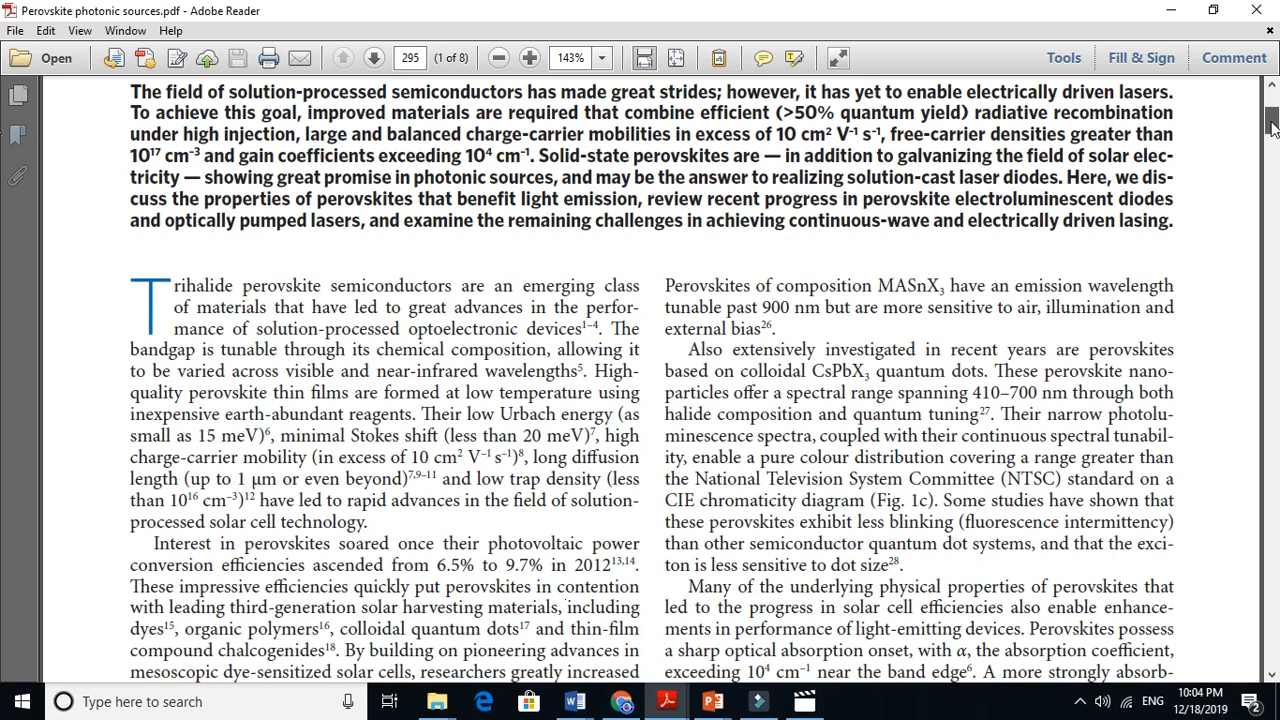 Perovskite photonic sources.pdf - Adobe Reader
File Edit View Window Help
Open 295 (1 of 8) 143% Tools Fill & Sign Comment
The field of solution-processed semiconductors has made great strides; however, it has yet to enable electrically driven lasers.
To achieve this goal, improved materials are required that combine efficient (>50% quantum yield) radiative recombination
under high injection, large and balanced charge-carrier mobilities in excess of 10 cm² V⁻¹ s⁻¹, free-carrier densities greater than
10¹⁷ cm⁻³ and gain coefficients exceeding 10⁴ cm⁻¹. Solid-state perovskites are — in addition to galvanizing the field of solar elec-
tricity — showing great promise in photonic sources, and may be the answer to realizing solution-cast laser diodes. Here, we dis-
cuss the properties of perovskites that benefit light emission, review recent progress in perovskite electroluminescent diodes
and optically pumped lasers, and examine the remaining challenges in achieving continuous-wave and electrically driven lasing.
Trihalide perovskite semiconductors are an emerging class
of materials that have led to great advances in the perfor-
mance of solution-processed optoelectronic devices¹⁻⁴. The
bandgap is tunable through its chemical composition, allowing it
to be varied across visible and near-infrared wavelengths⁵. High-
quality perovskite thin films are formed at low temperature using
inexpensive earth-abundant reagents. Their low Urbach energy (as
small as 15 meV)⁶, minimal Stokes shift (less than 20 meV)⁷, high
charge-carrier mobility (in excess of 10 cm² V⁻¹ s⁻¹)⁸, long diffusion
length (up to 1 μm or even beyond)⁷,⁹⁻¹¹ and low trap density (less
than 10¹⁶ cm⁻³)¹² have led to rapid advances in the field of solution-
processed solar cell technology.
Interest in perovskites soared once their photovoltaic power
conversion efficiencies ascended from 6.5% to 9.7% in 2012¹³,¹⁴.
These impressive efficiencies quickly put perovskites in contention
with leading third-generation solar harvesting materials, including
dyes¹⁵, organic polymers¹⁶, colloidal quantum dots¹⁷ and thin-film
compound chalcogenides¹⁸. By building on pioneering advances in
mesoscopic dye-sensitized solar cells, researchers greatly increased
Perovskites of composition MASnX₃ have an emission wavelength
tunable past 900 nm but are more sensitive to air, illumination and
external bias²⁶.
Also extensively investigated in recent years are perovskites
based on colloidal CsPbX₃ quantum dots. These perovskite nano-
particles offer a spectral range spanning 410–700 nm through both
halide composition and quantum tuning²⁷. Their narrow photolu-
minescence spectra, coupled with their continuous spectral tunabil-
ity, enable a pure colour distribution covering a range greater than
the National Television System Committee (NTSC) standard on a
CIE chromaticity diagram (Fig. 1c). Some studies have shown that
these perovskites exhibit less blinking (fluorescence intermittency)
than other semiconductor quantum dot systems, and that the exci-
ton is less sensitive to dot size²⁸.
Many of the underlying physical properties of perovskites that
led to the progress in solar cell efficiencies also enable enhance-
ments in performance of light-emitting devices. Perovskites possess
a sharp optical absorption onset, with α, the absorption coefficient,
exceeding 10⁴ cm⁻¹ near the band edge⁶. A more strongly absorb-
Type here to search
ENG
10:04 PM
12/18/2019
2